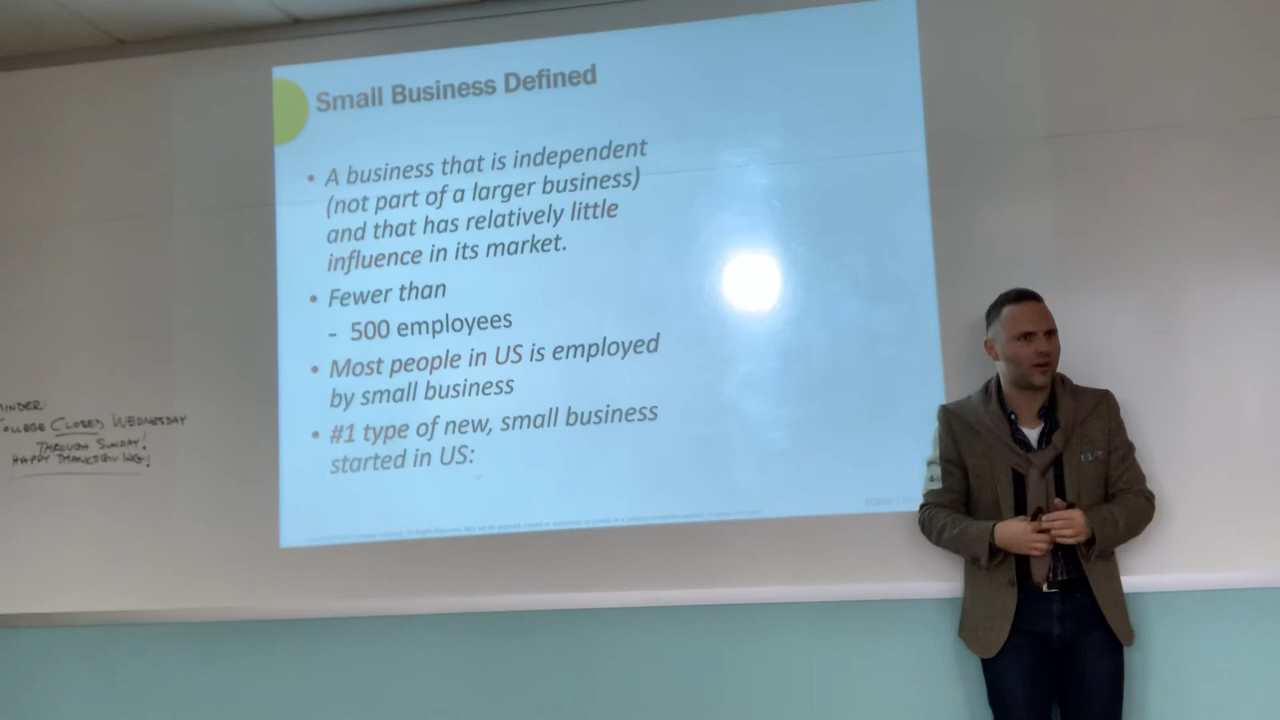 Small Business Defined
• A business that is independent
(not part of a larger business)
and that has relatively little
influence in its market.
• Fewer than
- 500 employees
• Most people in US is employed
by small business
• #1 type of new, small business
started in US:
CLOSED WEDNESDAY
THROUGH SUNDAY!
HAPPY THANKSGIVING!